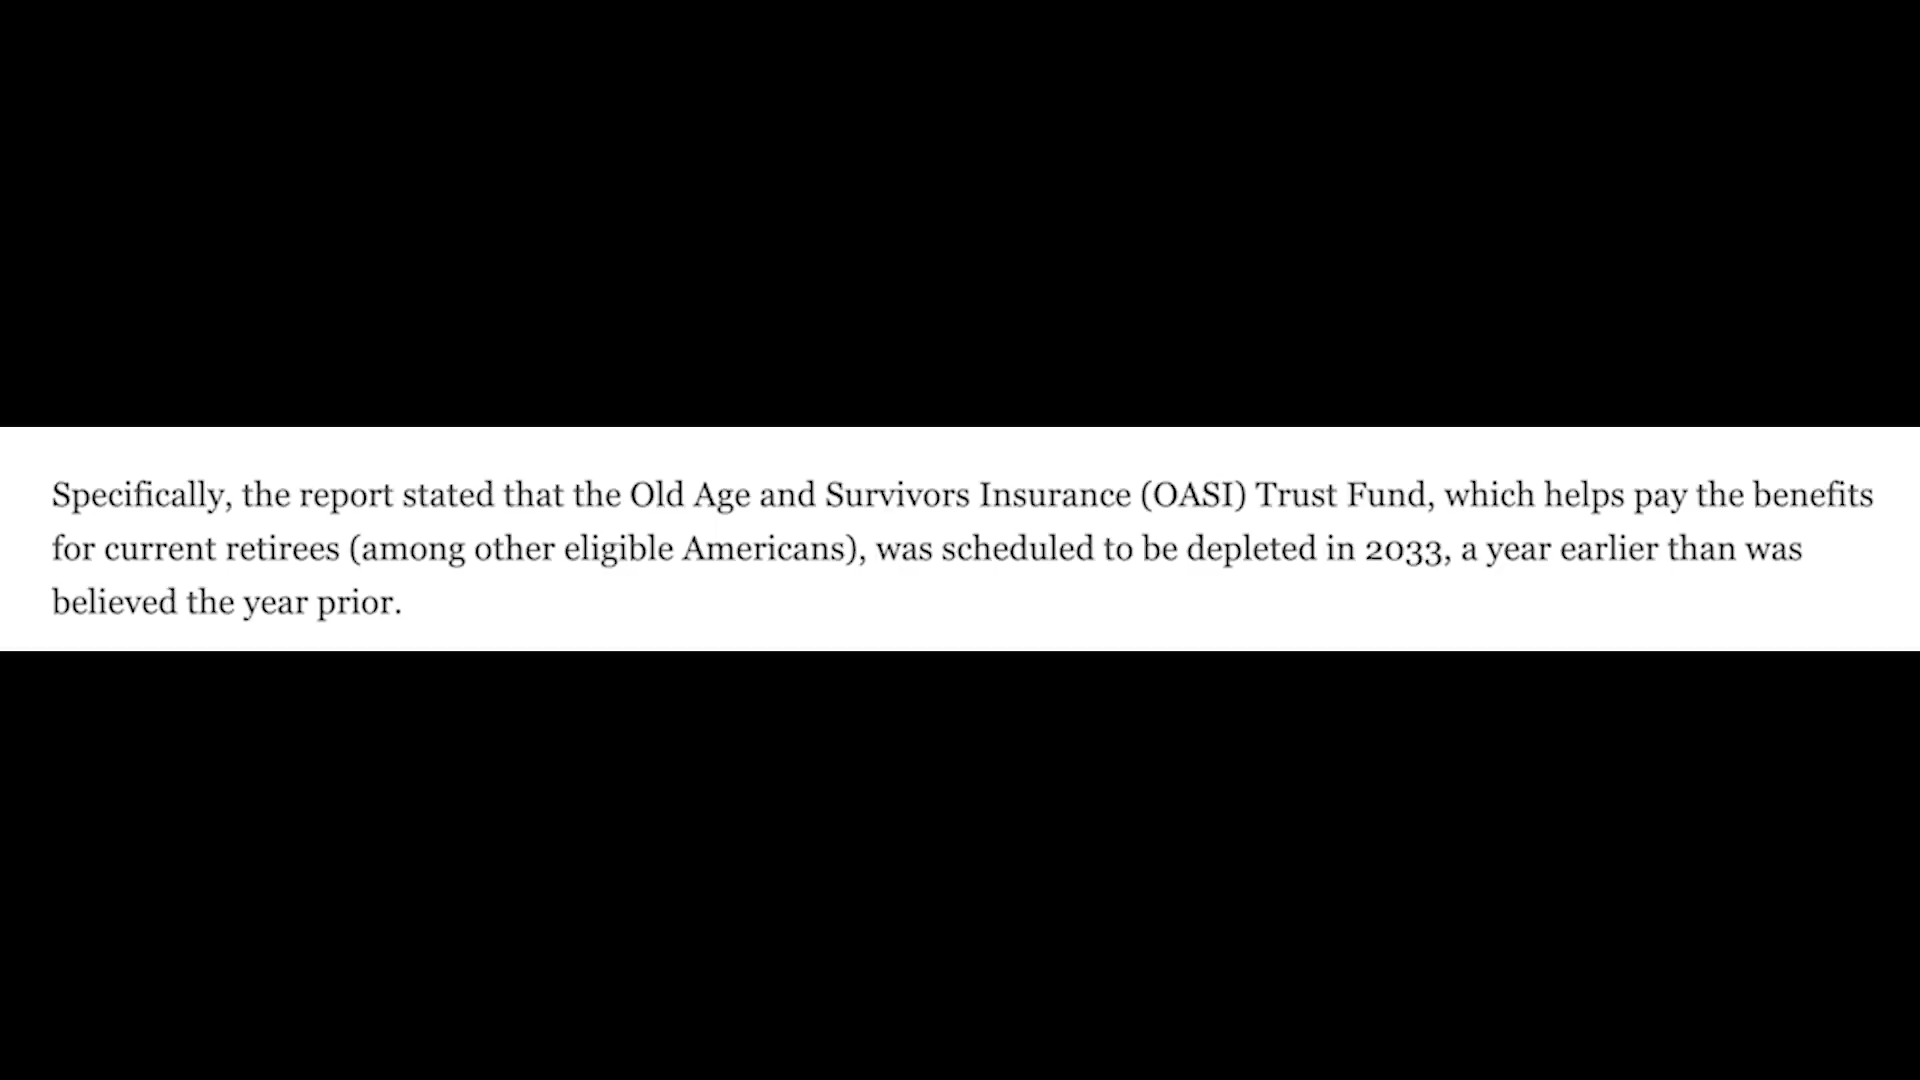 Specifically, the report stated that the Old Age and Survivors Insurance (OASI) Trust Fund, which helps pay the benefits
for current retirees (among other eligible Americans), was scheduled to be depleted in 2033, a year earlier than was
believed the year prior.